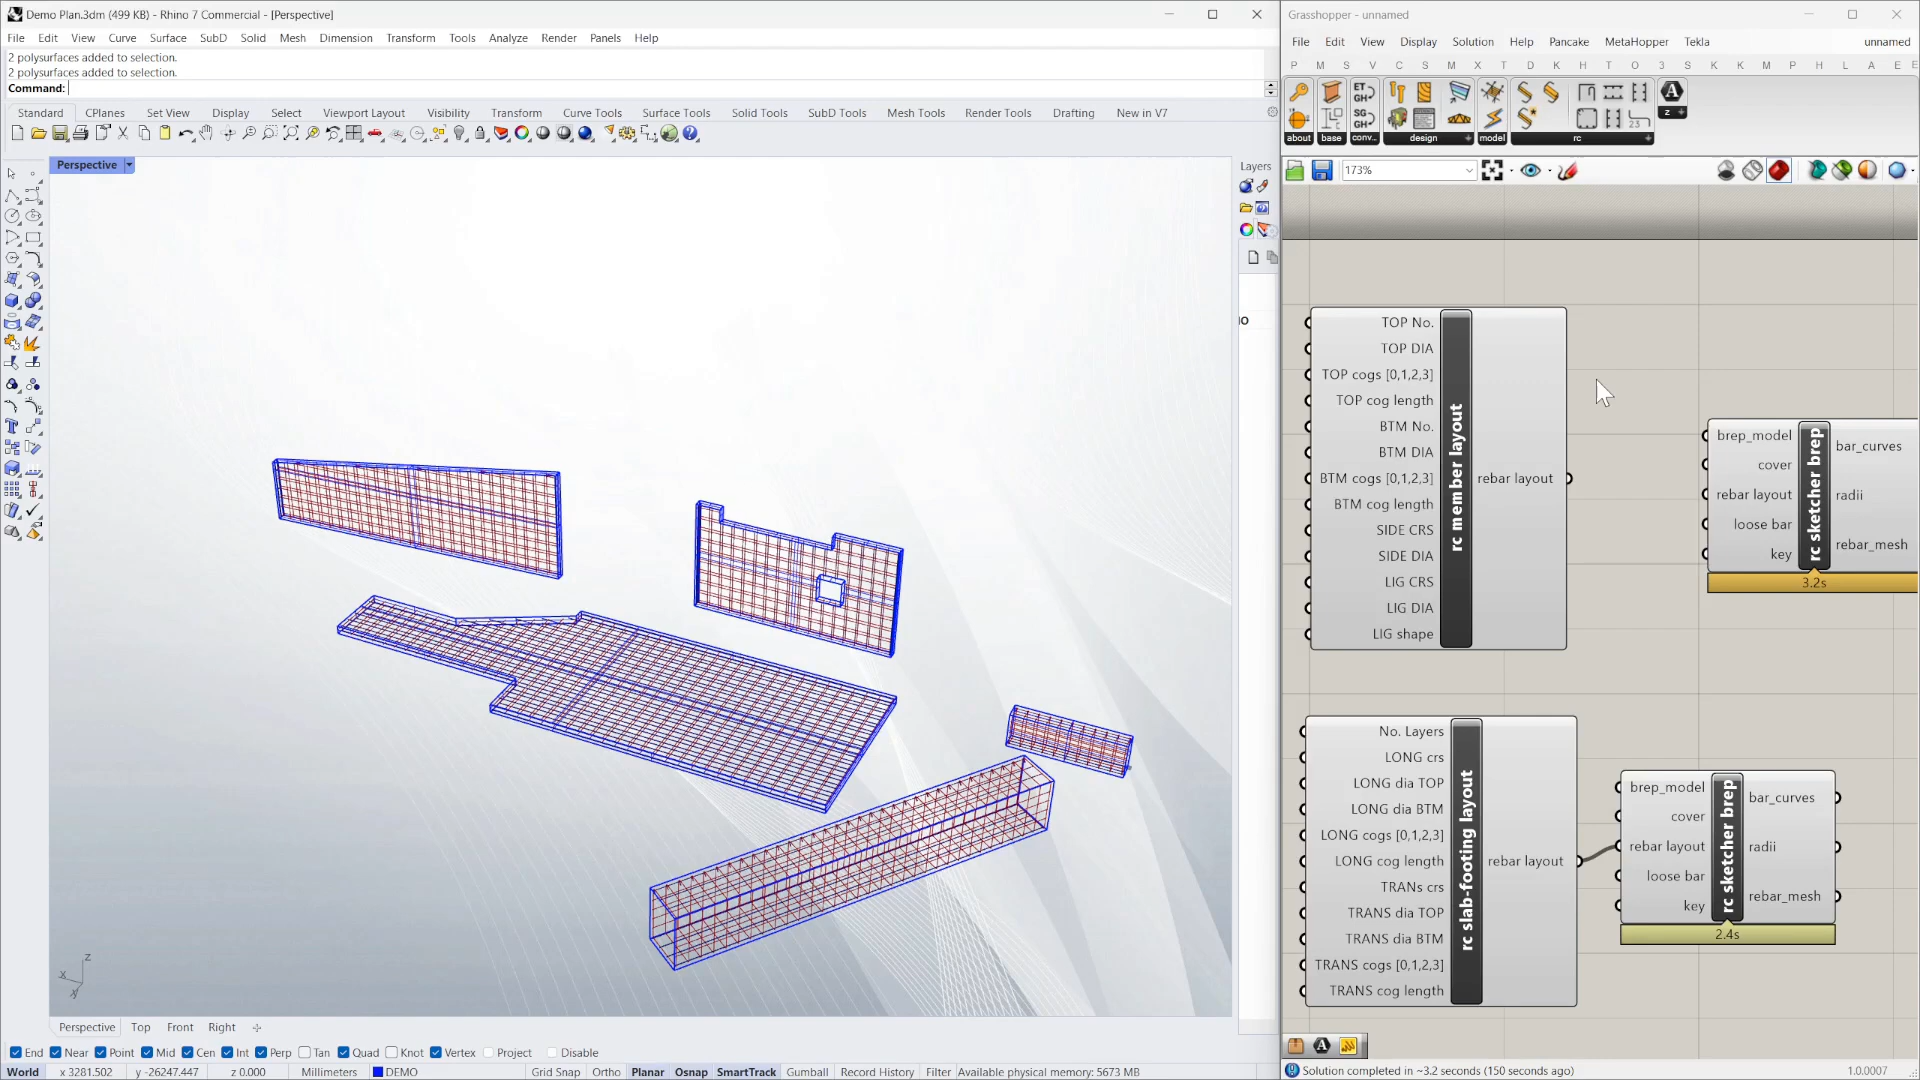 Demo Plan.3dm (499 KB) - Rhino 7 Commercial - [Perspective]
File Edit View Curve Surface SubD Solid Mesh Dimension Transform Tools Analyze Render Panels Help
2 polysurfaces added to selection.
2 polysurfaces added to selection.
Command:
Standard CPlanes Set View Display Select Viewport Layout Visibility Transform Curve Tools Surface Tools Solid Tools SubD Tools Mesh Tools Render Tools Drafting New in V7
Perspective
Layers
z
x
y
Perspective Top Front Right
End Near Point Mid Cen Int Perp Tan Quad Knot Vertex Project Disable
World x 3281.502 y -26247.447 z 0.000 Millimeters DEMO Grid Snap Ortho Planar Osnap SmartTrack Gumball Record History Filter Available physical memory: 5673 MB
Grasshopper - unnamed
File Edit View Display Solution Help Pancake MetaHopper Tekla unnamed
P M S V C S M X T D K H T O 3 S K K M P H L A E E
ET GH
SG GH
23
A
about base conv.. design model rc z
173%
TOP No.
TOP DIA
TOP cogs [0,1,2,3]
TOP cog length
BTM No.
BTM DIA
BTM cogs [0,1,2,3]
BTM cog length
SIDE CRS
SIDE DIA
LIG CRS
LIG DIA
LIG shape
rc member layout
rebar layout
brep_model
cover
rebar layout
loose bar
key
rc sketcher brep
bar_curves
radii
rebar_mesh
3.2s
No. Layers
LONG crs
LONG dia TOP
LONG dia BTM
LONG cogs [0,1,2,3]
LONG cog length
TRANs crs
TRANS dia TOP
TRANS dia BTM
TRANS cogs [0,1,2,3]
TRANS cog length
rc slab-footing layout
rebar layout
brep_model
cover
rebar layout
loose bar
key
rc sketcher brep
bar_curves
radii
rebar_mesh
2.4s
A
Solution completed in ~3.2 seconds (150 seconds ago) 1.0.0007